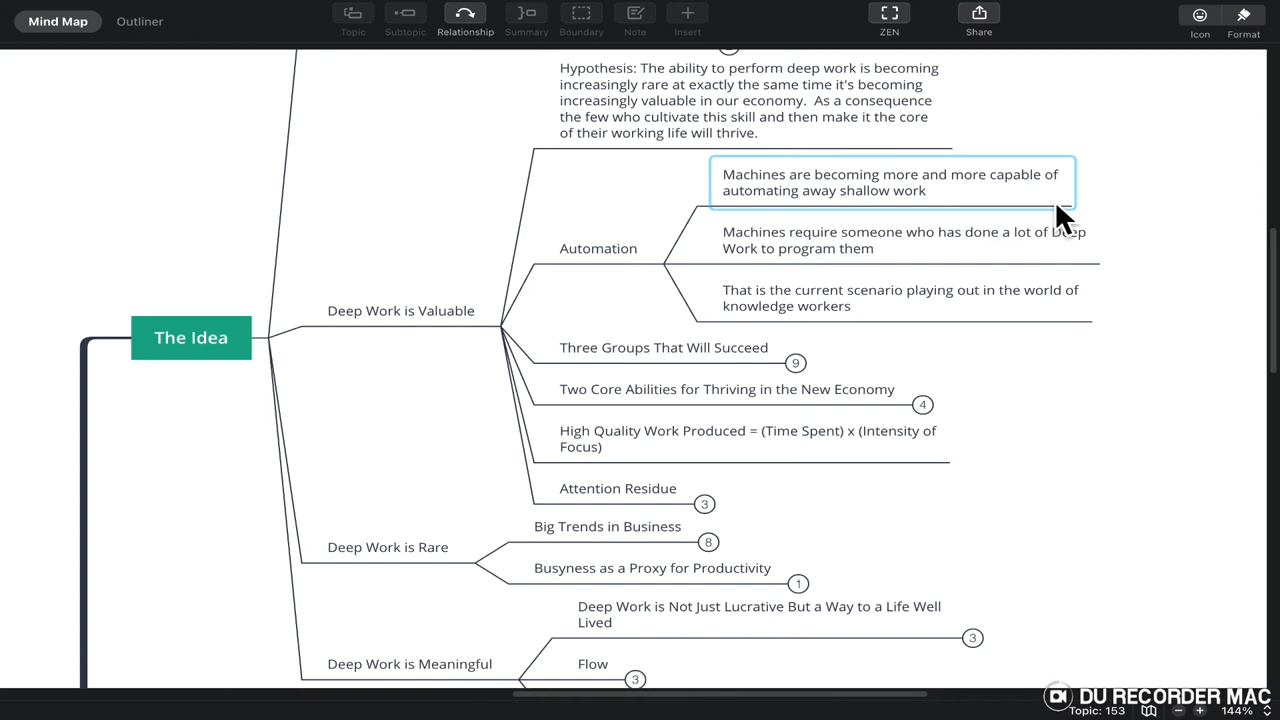 Mind Map
Outliner
Topic
Subtopic
Relationship
Summary
Boundary
Note
Insert
ZEN
Share
Icon
Format
Hypothesis: The ability to perform deep work is becoming
increasingly rare at exactly the same time it's becoming
increasingly valuable in our economy.  As a consequence
the few who cultivate this skill and then make it the core
of their working life will thrive.
Machines are becoming more and more capable of
automating away shallow work
Automation
Machines require someone who has done a lot of Deep
Work to program them
That is the current scenario playing out in the world of
knowledge workers
Deep Work is Valuable
The Idea
Three Groups That Will Succeed
9
Two Core Abilities for Thriving in the New Economy
4
High Quality Work Produced = (Time Spent) x (Intensity of
Focus)
Attention Residue
3
Big Trends in Business
8
Deep Work is Rare
Busyness as a Proxy for Productivity
1
Deep Work is Not Just Lucrative But a Way to a Life Well
Lived
3
Deep Work is Meaningful
Flow
3
DU RECORDER MAC
Topic: 153
144%